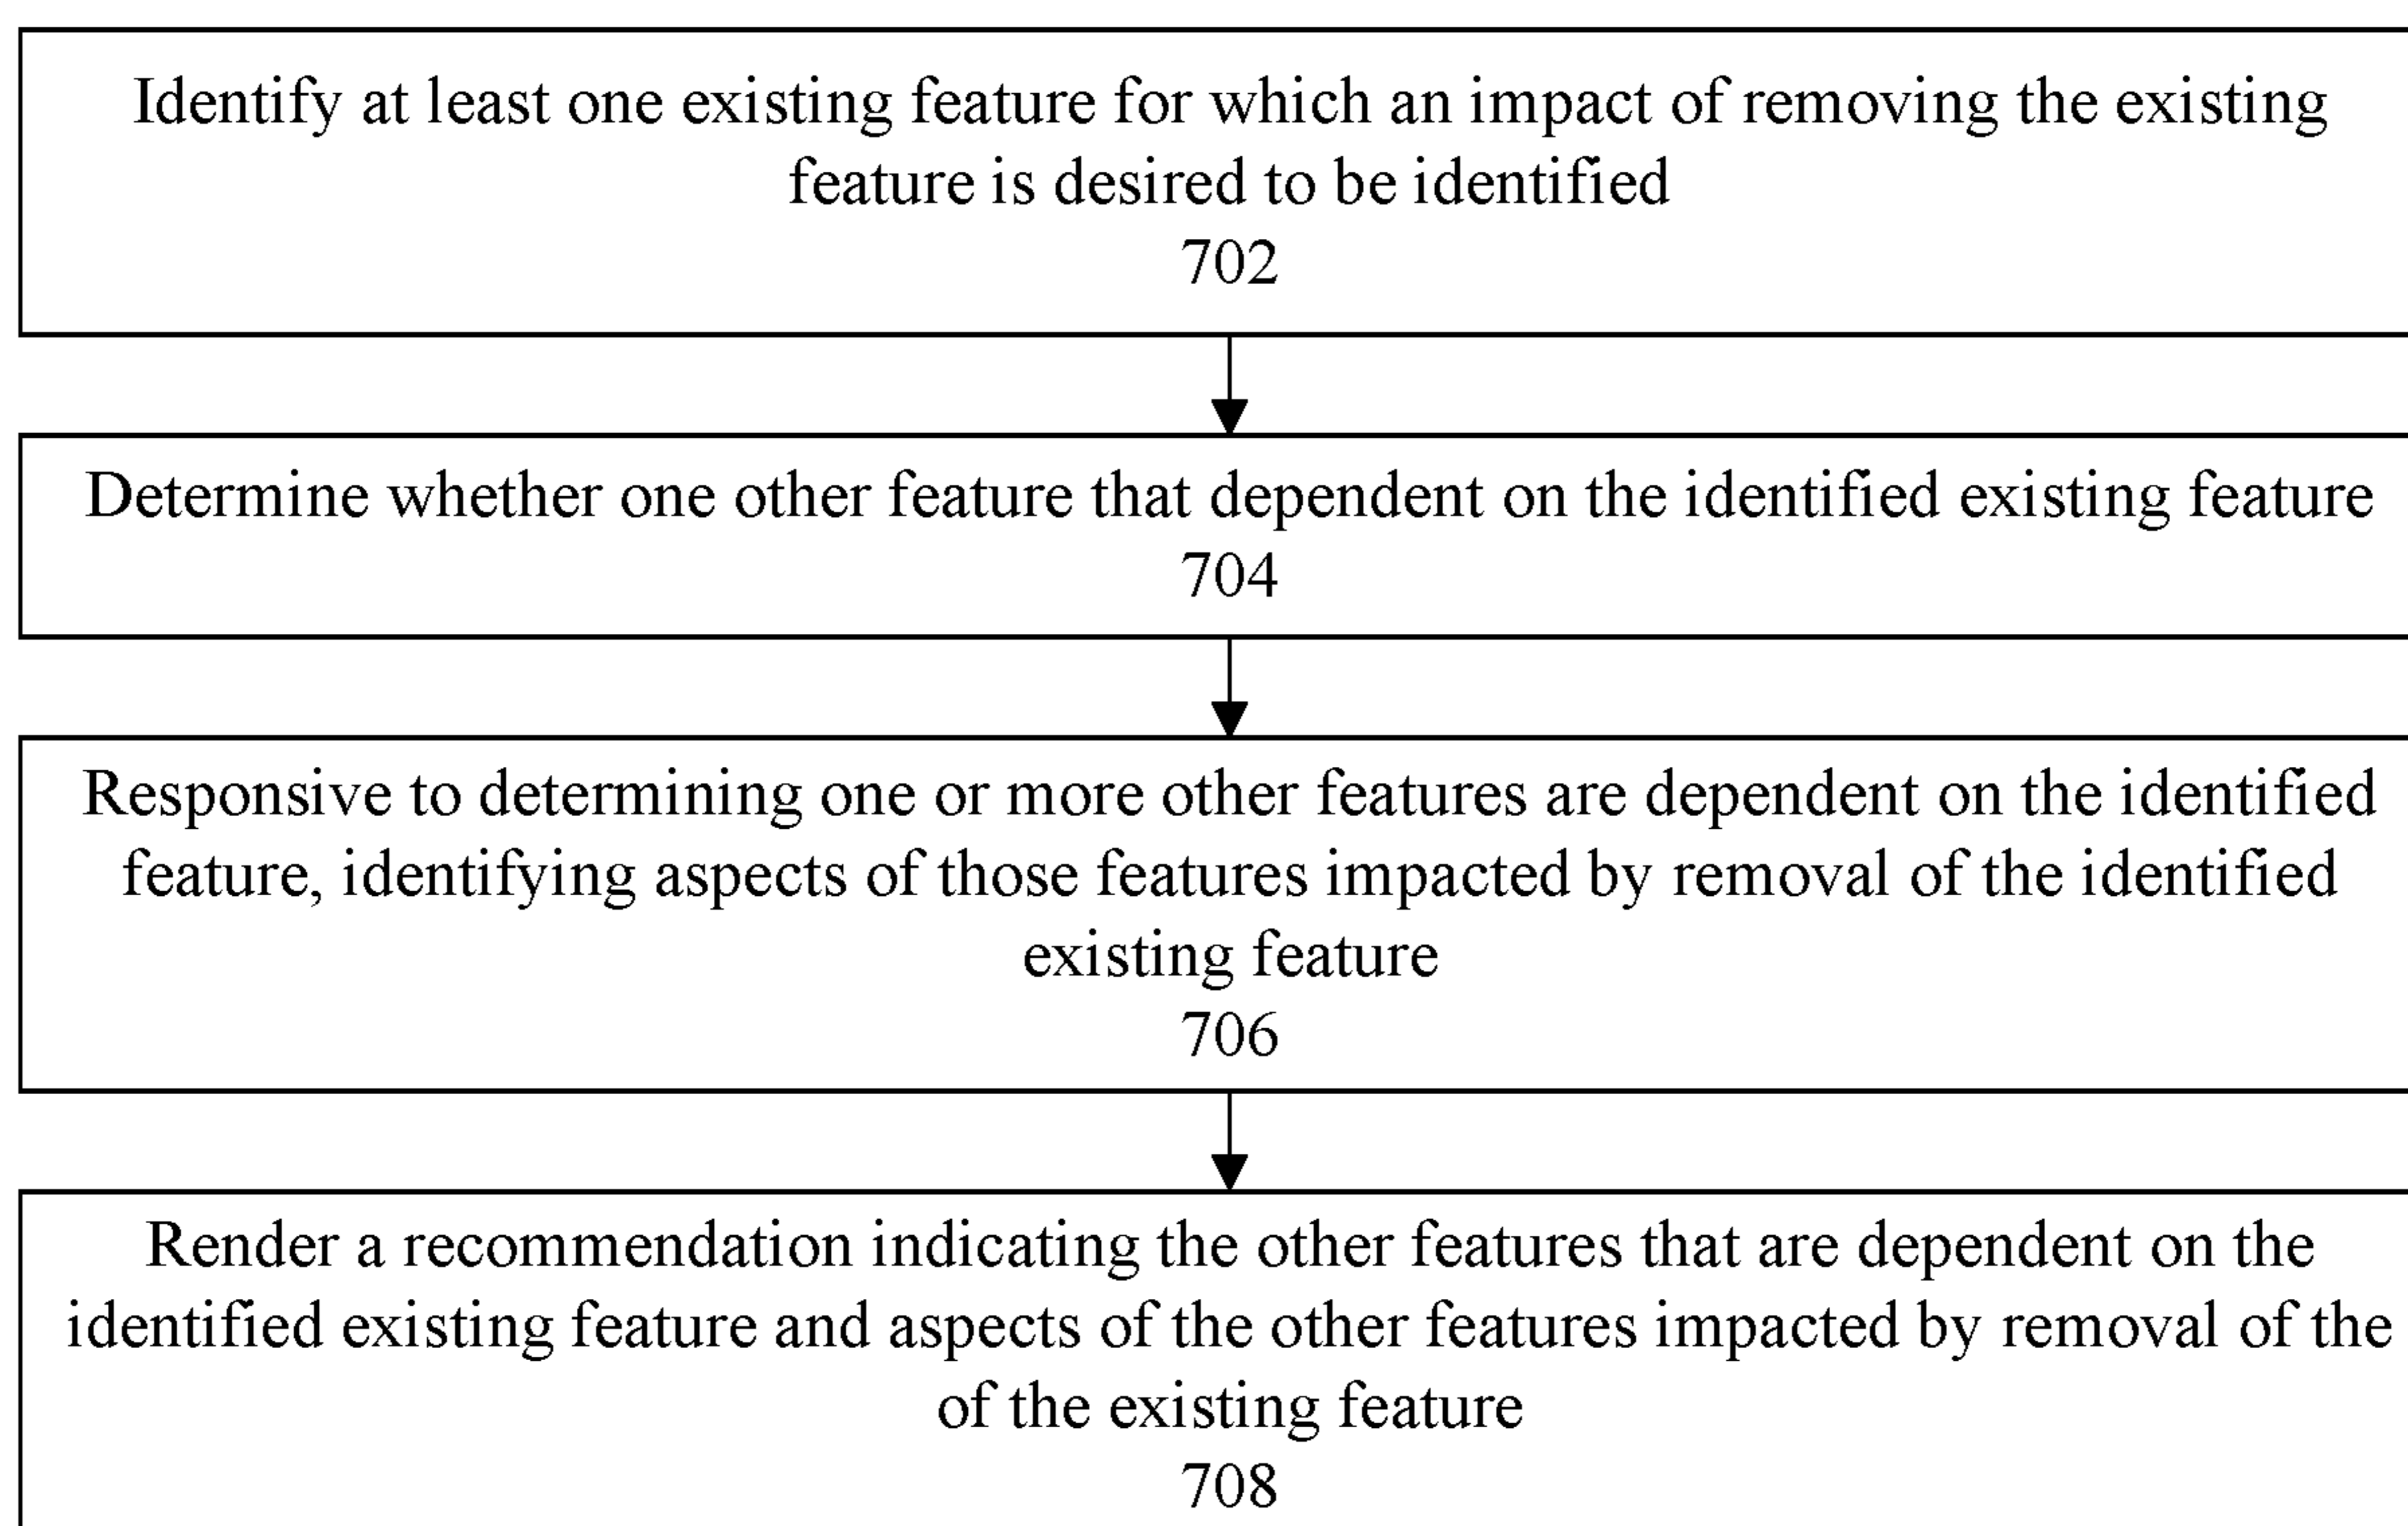 Identify at least one existing feature for which an impact of removing the existing
feature is desired to be identified
702
Determine whether one other feature that dependent on the identified existing feature
704
Responsive to determining one or more other features are dependent on the identified
feature, identifying aspects of those features impacted by removal of the identified
existing feature
706
Render a recommendation indicating the other features that are dependent on the
identified existing feature and aspects of the other features impacted by removal of the
of the existing feature
708